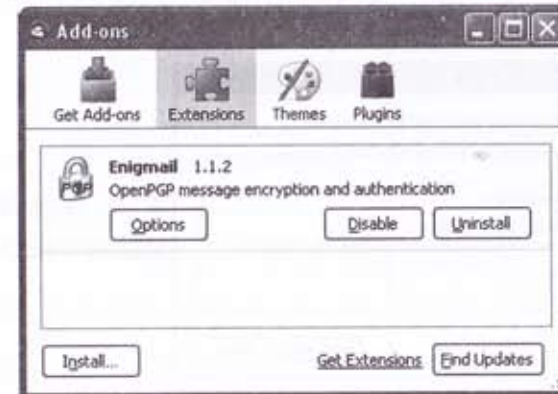 Add-ons
Get Add-ons Extensions Themes Plugins
Enigmail 1.1.2
PGP
OpenPGP message encryption and authentication
Options Disable Uninstall
Install... Get Extensions Find Updates